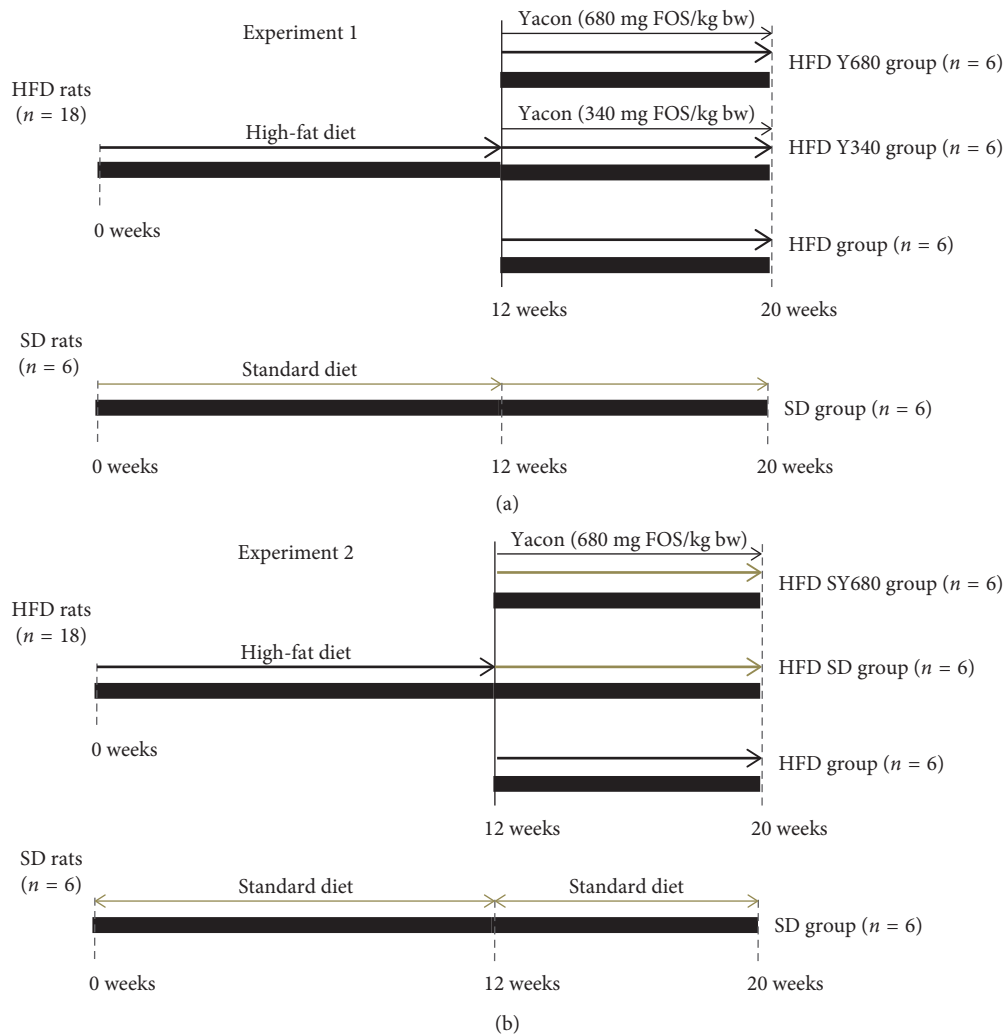 Experiment 1
Yacon (680 mg FOS/kg bw)
HFD Y680 group (n = 6)
HFD rats
(n = 18)
High-fat diet
Yacon (340 mg FOS/kg bw)
HFD Y340 group (n = 6)
0 weeks
HFD group (n = 6)
12 weeks
20 weeks
SD rats
(n = 6)
Standard diet
SD group (n = 6)
0 weeks
12 weeks
20 weeks
(a)
Experiment 2
Yacon (680 mg FOS/kg bw)
HFD SY680 group (n = 6)
HFD rats
(n = 18)
High-fat diet
HFD SD group (n = 6)
0 weeks
HFD group (n = 6)
12 weeks
20 weeks
SD rats
(n = 6)
Standard diet
Standard diet
SD group (n = 6)
0 weeks
12 weeks
20 weeks
(b)